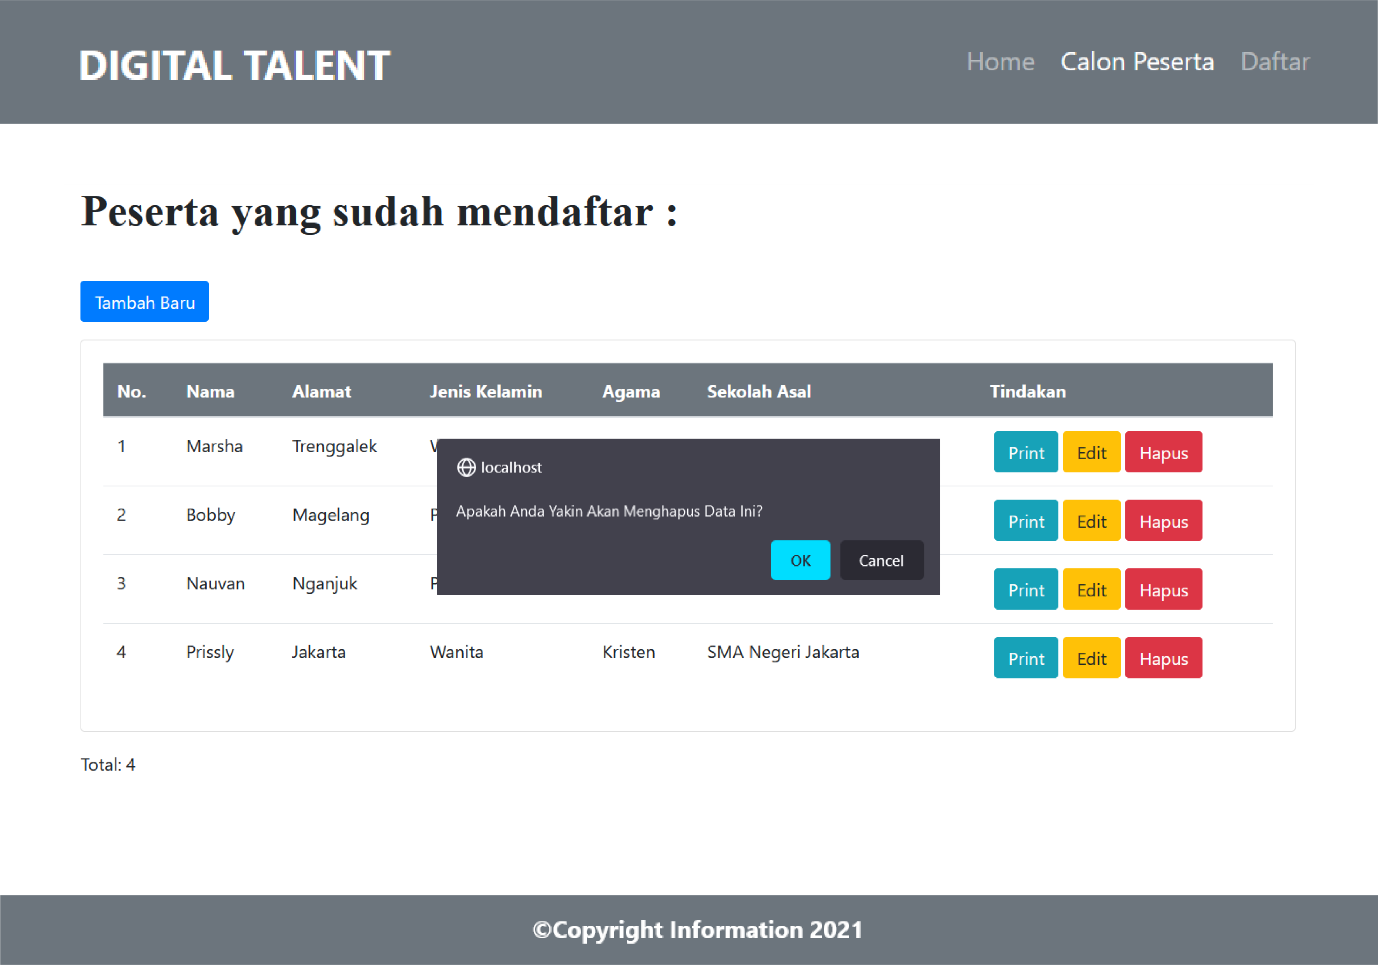 DIGITAL TALENT
Home Calon Peserta Daftar
Peserta yang sudah mendaftar :
Tambah Baru
No. Nama Alamat Jenis Kelamin Agama Sekolah Asal Tindakan
1 Marsha Trenggalek Print Edit Hapus
2 Bobby Magelang Print Edit Hapus
3 Nauvan Nganjuk Print Edit Hapus
4 Prissly Jakarta Wanita Kristen SMA Negeri Jakarta Print Edit Hapus
localhost
Apakah Anda Yakin Akan Menghapus Data Ini?
OK Cancel
Total: 4
©Copyright Information 2021